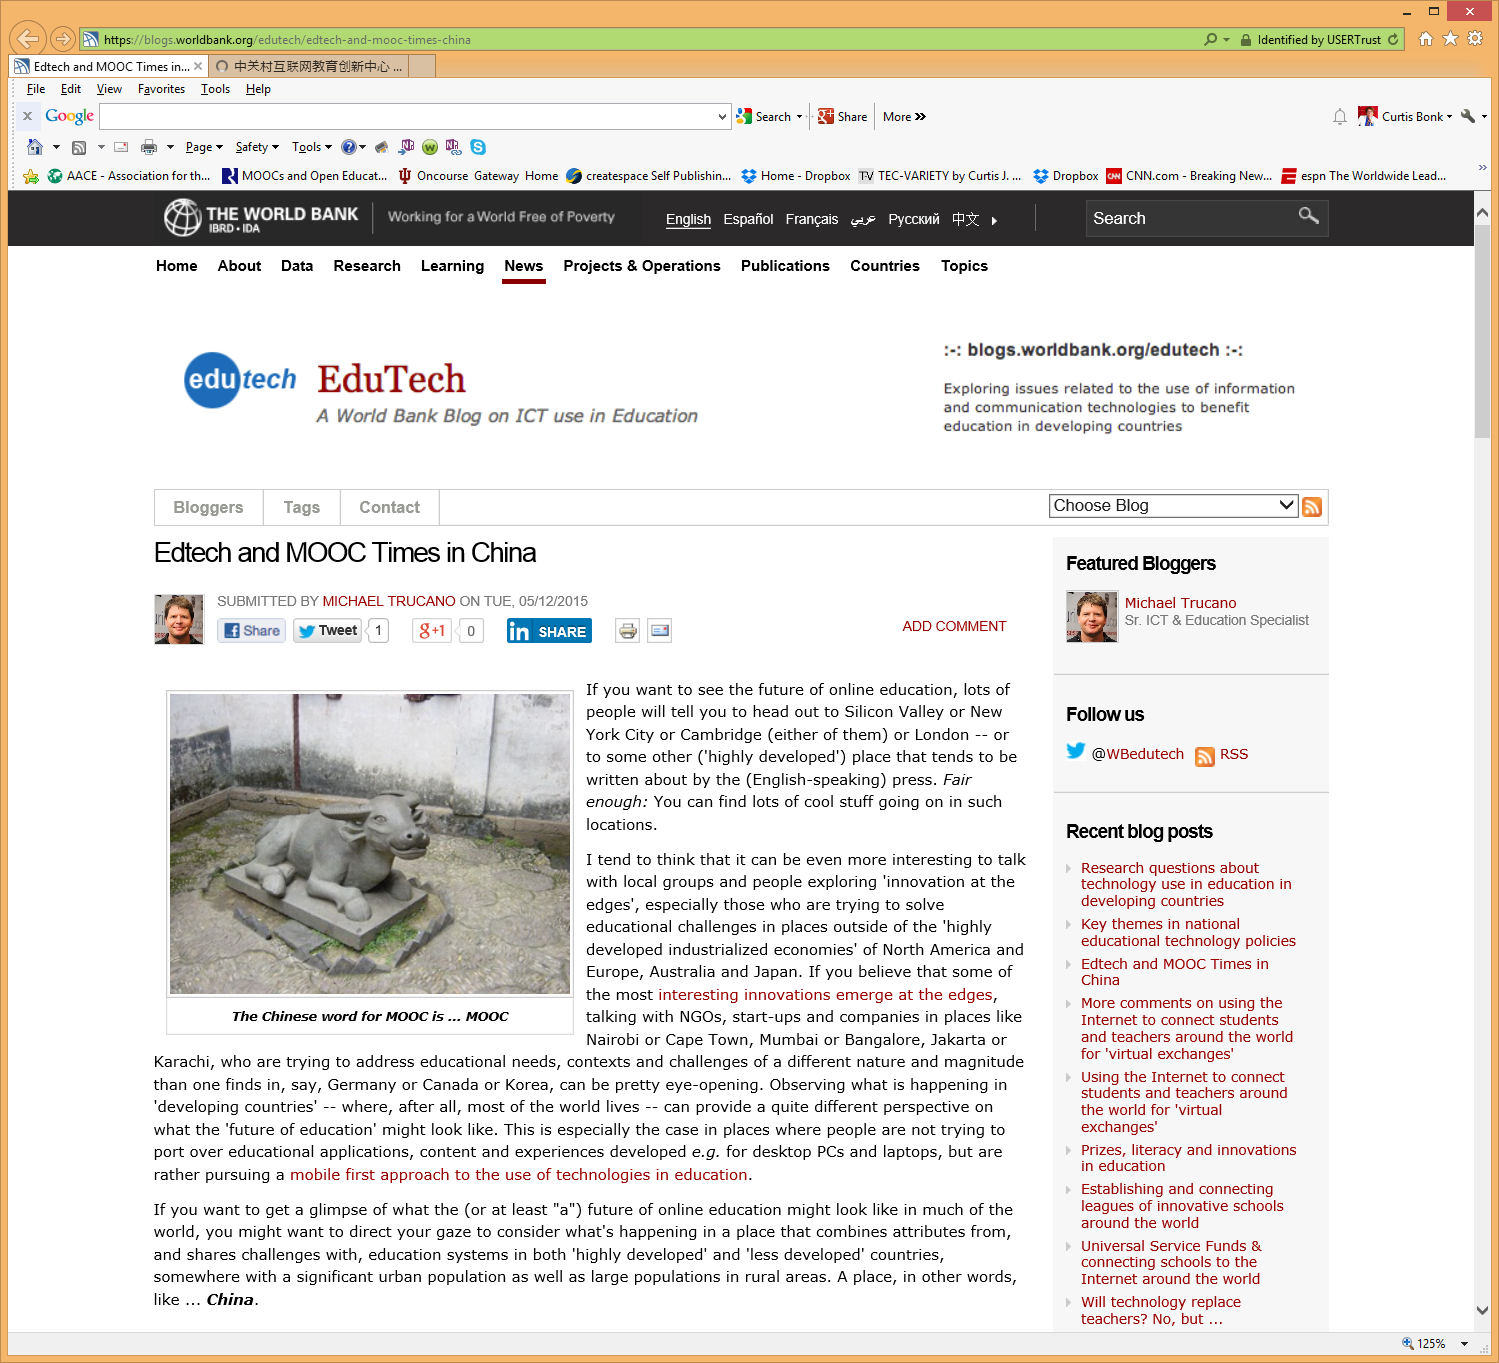 https://blogs.worldbank.org/edutech/edtech-and-mooc-times-china
Identified by USERTrust
Edtech and MOOC Times in...
中关村互联网教育创新中心 ...
File Edit View Favorites Tools Help
x Google
Search
Share
More »
Curtis Bonk
Page Safety Tools
AACE - Association for th...
MOOCs and Open Educat...
Oncourse Gateway Home
createspace Self Publishin...
Home - Dropbox
TV TEC-VARIETY by Curtis J. ...
Dropbox
CNN CNN.com - Breaking New...
espn The Worldwide Lead...
THE WORLD BANK
IBRD • IDA
Working for a World Free of Poverty
English Español Français عربي Русский 中文
Search
Home About Data Research Learning News Projects & Operations Publications Countries Topics
edutech
EduTech
A World Bank Blog on ICT use in Education
:-: blogs.worldbank.org/edutech :-:
Exploring issues related to the use of information
and communication technologies to benefit
education in developing countries
Bloggers Tags Contact
Choose Blog
Edtech and MOOC Times in China
SUBMITTED BY MICHAEL TRUCANO ON TUE, 05/12/2015
Share
Tweet 1
g+1 0
in SHARE
ADD COMMENT
The Chinese word for MOOC is ... MOOC
If you want to see the future of online education, lots of
people will tell you to head out to Silicon Valley or New
York City or Cambridge (either of them) or London -- or
to some other ('highly developed') place that tends to be
written about by the (English-speaking) press. Fair
enough: You can find lots of cool stuff going on in such
locations.
I tend to think that it can be even more interesting to talk
with local groups and people exploring 'innovation at the
edges', especially those who are trying to solve
educational challenges in places outside of the 'highly
developed industrialized economies' of North America and
Europe, Australia and Japan. If you believe that some of
the most interesting innovations emerge at the edges,
talking with NGOs, start-ups and companies in places like
Nairobi or Cape Town, Mumbai or Bangalore, Jakarta or
Karachi, who are trying to address educational needs, contexts and challenges of a different nature and magnitude
than one finds in, say, Germany or Canada or Korea, can be pretty eye-opening. Observing what is happening in
'developing countries' -- where, after all, most of the world lives -- can provide a quite different perspective on
what the 'future of education' might look like. This is especially the case in places where people are not trying to
port over educational applications, content and experiences developed e.g. for desktop PCs and laptops, but are
rather pursuing a mobile first approach to the use of technologies in education.
If you want to get a glimpse of what the (or at least "a") future of online education might look like in much of the
world, you might want to direct your gaze to consider what's happening in a place that combines attributes from,
and shares challenges with, education systems in both 'highly developed' and 'less developed' countries,
somewhere with a significant urban population as well as large populations in rural areas. A place, in other words,
like ... China.
Featured Bloggers
Michael Trucano
Sr. ICT & Education Specialist
Follow us
@WBedutech RSS
Recent blog posts
Research questions about
technology use in education in
developing countries
Key themes in national
educational technology policies
Edtech and MOOC Times in
China
More comments on using the
Internet to connect students
and teachers around the world
for 'virtual exchanges'
Using the Internet to connect
students and teachers around
the world for 'virtual
exchanges'
Prizes, literacy and innovations
in education
Establishing and connecting
leagues of innovative schools
around the world
Universal Service Funds &
connecting schools to the
Internet around the world
Will technology replace
teachers? No, but ...
125%